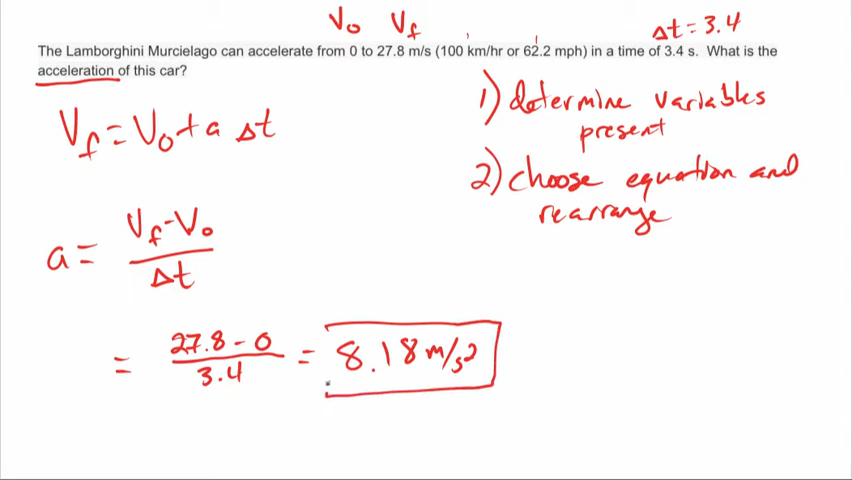 V₀ V_f Δt = 3.4
The Lamborghini Murcielago can accelerate from 0 to 27.8 m/s (100 km/hr or 62.2 mph) in a time of 3.4 s. What is the
acceleration of this car?
1) determine variables
present
V_f = V₀ + a Δt
2) choose equation and
rearrange
a = (V_f - V₀)/Δt
= (27.8 - 0)/3.4 = 8.18 m/s²